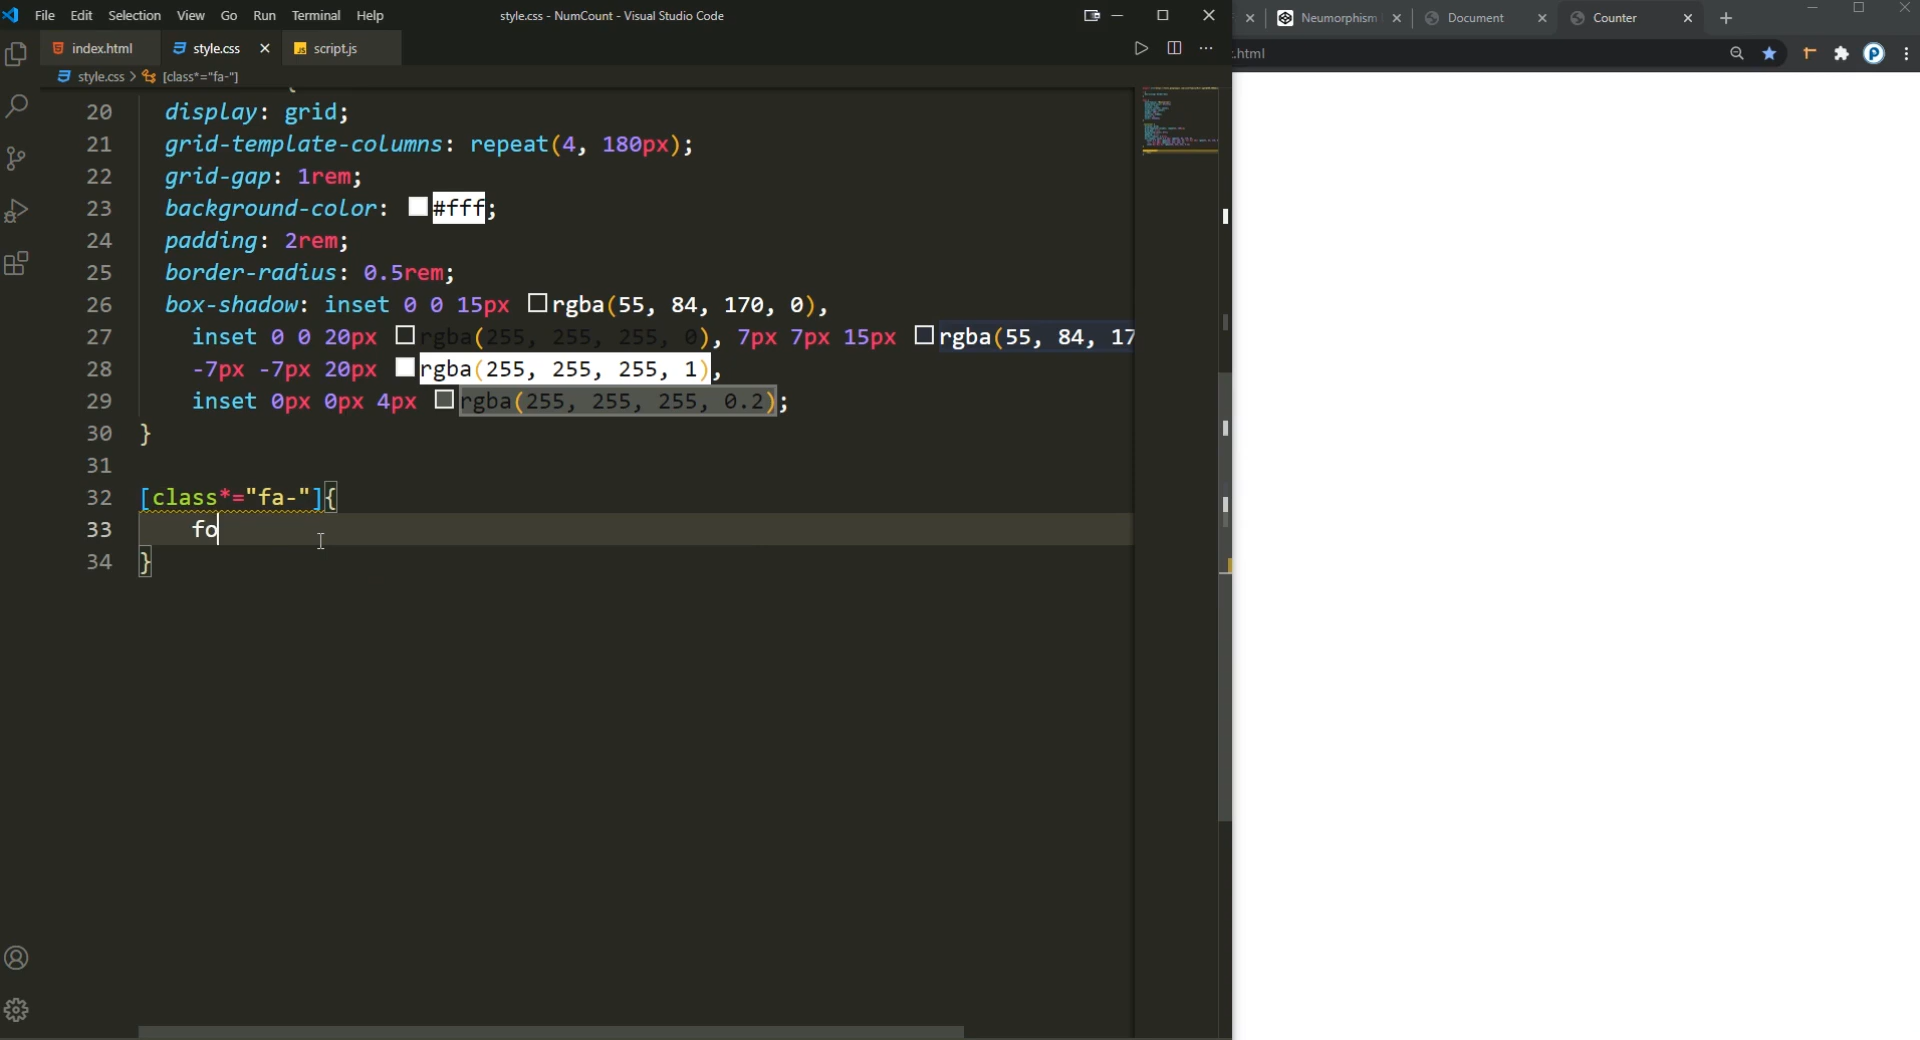 File Edit Selection View Go Run Terminal Help style.css - NumCount - Visual Studio Code
Neumorphism Document Counter
index.html style.css script.js
.html
style.css > [class*="fa-"]
20 display: grid;
21 grid-template-columns: repeat(4, 180px);
22 grid-gap: 1rem;
23 background-color: #fff;
24 padding: 2rem;
25 border-radius: 0.5rem;
26 box-shadow: inset 0 0 15px rgba(55, 84, 170, 0),
27 inset 0 0 20px rgba(255, 255, 255, 0), 7px 7px 15px rgba(55, 84, 17
28 -7px -7px 20px rgba(255, 255, 255, 1),
29 inset 0px 0px 4px rgba(255, 255, 255, 0.2);
30 }
31
32 [class*="fa-"]{
33 fo
34 }